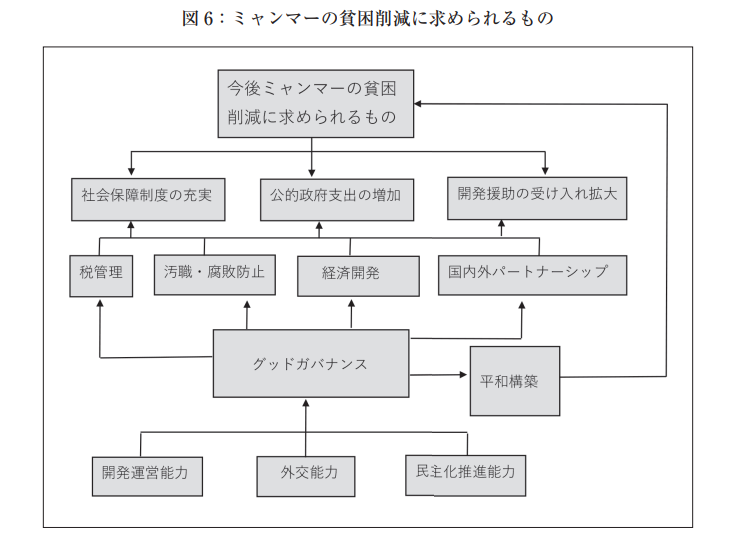 図 6：ミャンマーの貧困削減に求められるもの
今後ミャンマーの貧困
削減に求められるもの
社会保障制度の充実
公的政府支出の増加
開発援助の受け入れ拡大
税管理
汚職・腐敗防止
経済開発
国内外パートナーシップ
グッドガバナンス
平和構築
開発運営能力
外交能力
民主化推進能力